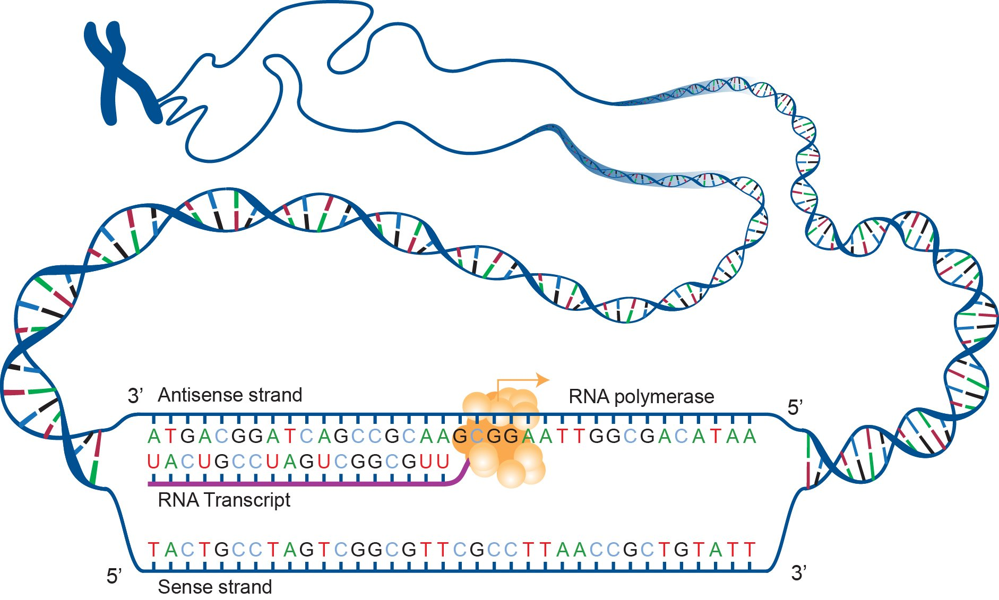 3’ Antisense strand RNA polymerase 5’
ATGACGGATCAGCCGCAAGCGGAATTGGCGACATAA
UACUGCCUAGUCGGCGUU
RNA Transcript
TACTGCCTAGTCGGCGTTCGCCTTAACCGCTGTATT
5’ 3’
Sense strand